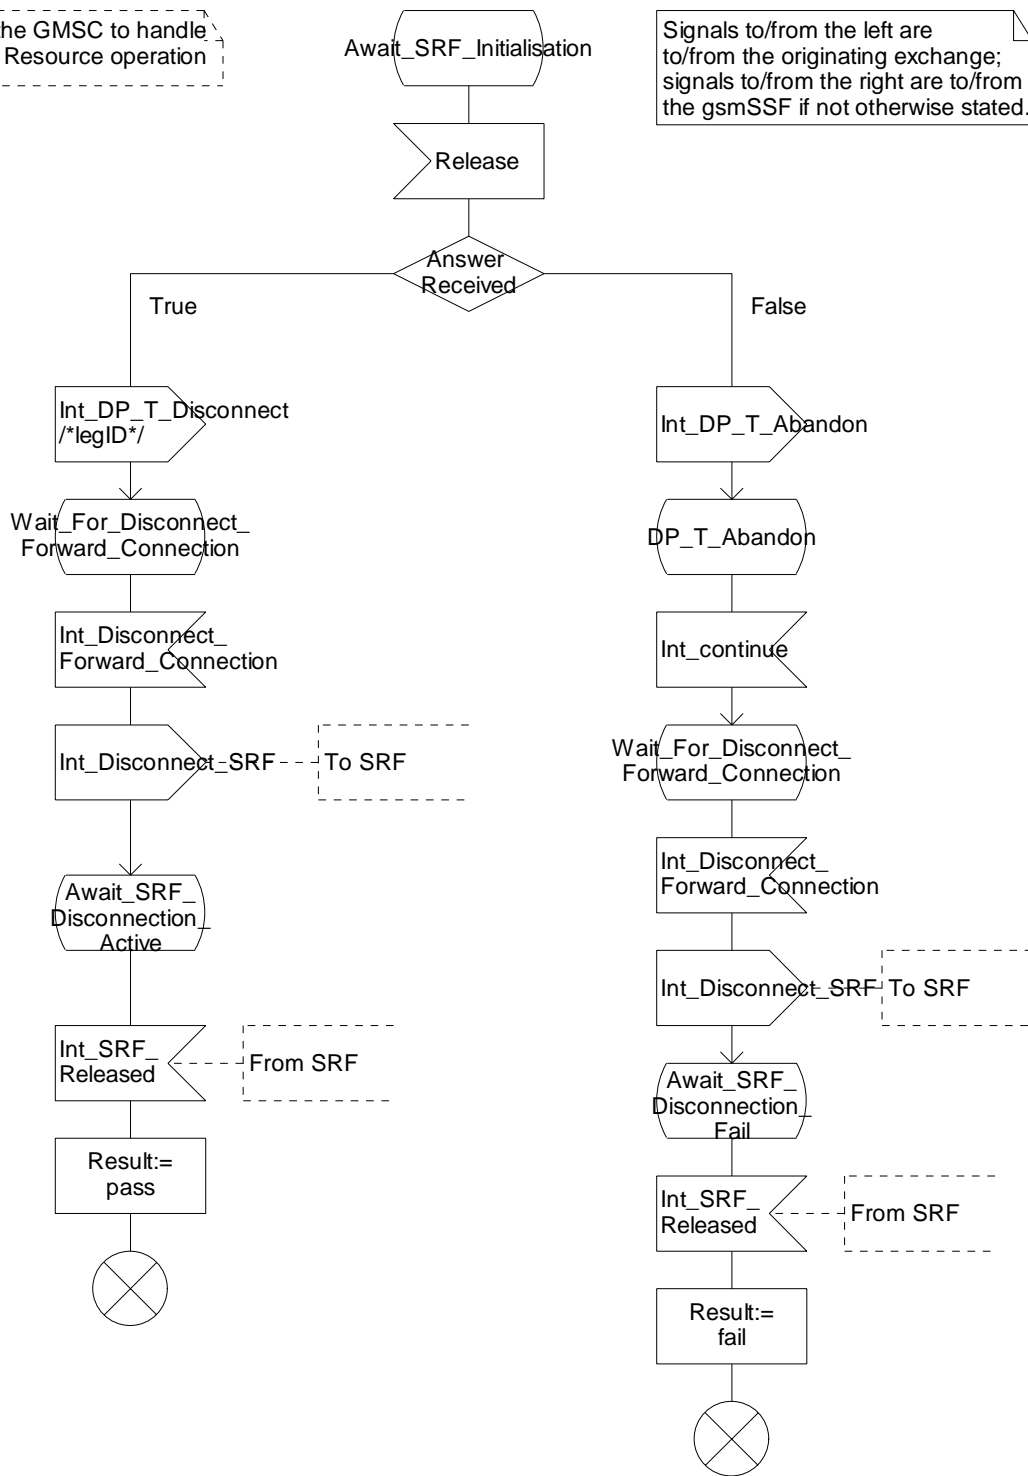 the GMSC to handle
Resource operation
Await_SRF_Initialisation
Signals to/from the left are
to/from the originating exchange;
signals to/from the right are to/from
the gsmSSF if not otherwise stated.
Release
Answer
Received
True
False
Int_DP_T_Disconnect
/*legID*/
Int_DP_T_Abandon
Wait_For_Disconnect_
Forward_Connection
DP_T_Abandon
Int_Disconnect_
Forward_Connection
Int_continue
Int_Disconnect_SRF
To SRF
Wait_For_Disconnect_
Forward_Connection
Await_SRF_
Disconnection_
Active
Int_Disconnect_
Forward_Connection
Int_Disconnect_SRF
To SRF
Int_SRF_
Released
From SRF
Await_SRF_
Disconnection_
Fail
Result:=
pass
Int_SRF_
Released
From SRF
Result:=
fail